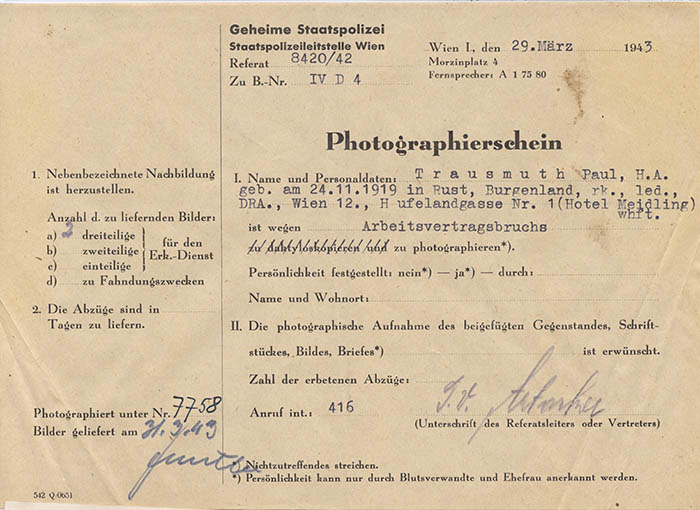 Geheime Staatspolizei
Staatspolizeileitstelle Wien
Referat 8420/42
Zu B.-Nr. IV D 4
Wien I., den 29.März 1943
Morzinplatz 4
Fernsprecher: A 1 75 80
Photographierschein
1. Nebenbezeichnete Nachbildung
ist herzustellen.
Anzahl d. zu liefernden Bilder:
a) 2 dreiteilige
b) zweiteilige
c) einteilige
für den
Erk.-Dienst
d) zu Fahndungszwecken
2. Die Abzüge sind in
Tagen zu liefern.
Photographiert unter Nr. 7758
Bilder geliefert am 31.3.43
542 Q/0651
I. Name und Personaldaten: T r a u s m u t h Paul, H.A.
geb. am 24.11.1919 in Rust, Burgenland, rk., led.,
DRA., Wien 12., H ufelandgasse Nr. 1(Hotel Meidling)
whft.
ist wegen Arbeitsvertragsbruchs
zu daktyloskopieren und zu photographieren*).
Persönlichkeit festgestellt: nein*) — ja*) — durch:
Name und Wohnort:
II. Die photographische Aufnahme des beigefügten Gegenstandes, Schrift-
stückes, Bildes, Briefes*) ist erwünscht.
Zahl der erbetenen Abzüge:
Anruf int.: 416
(Unterschrift des Referatsleiters oder Vertreters)
*) Nichtzutreffendes streichen.
*) Persönlichkeit kann nur durch Blutsverwandte und Ehefrau anerkannt werden.